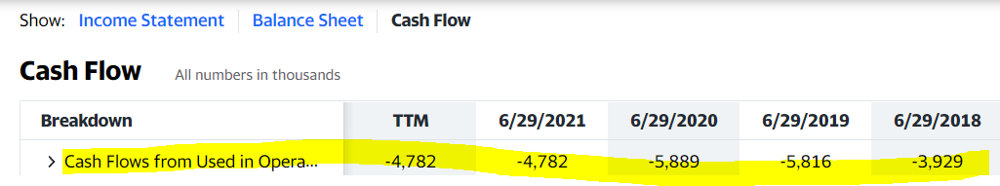 Show: Income Statement Balance Sheet Cash Flow
Cash Flow All numbers in thousands
Breakdown TTM 6/29/2021 6/29/2020 6/29/2019 6/29/2018
Cash Flows from Used in Opera... -4,782 -4,782 -5,889 -5,816 -3,929